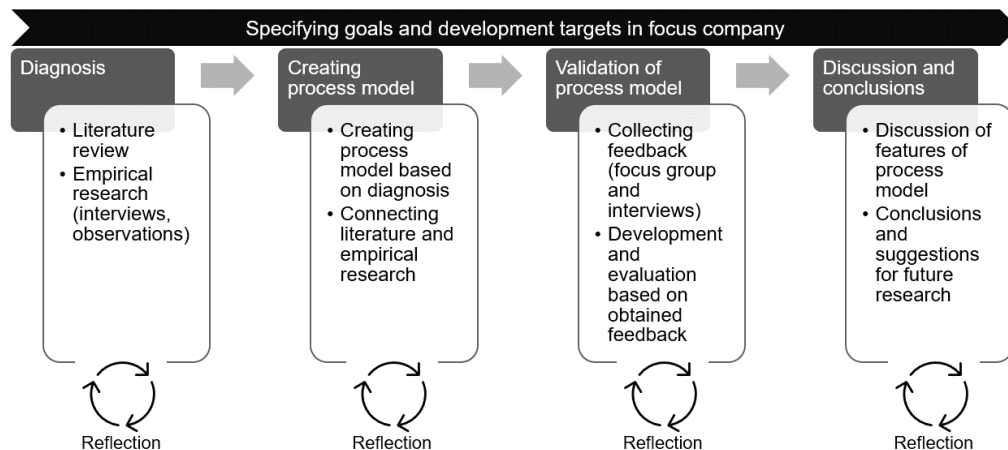 Specifying goals and development targets in focus company
Diagnosis
• Literature
review
• Empirical
research
(interviews,
observations)
Reflection
Creating
process model
• Creating
process
model based
on diagnosis
• Connecting
literature and
empirical
research
Reflection
Validation of
process model
• Collecting
feedback
(focus group
and
interviews)
• Development
and
evaluation
based on
obtained
feedback
Reflection
Discussion and
conclusions
• Discussion of
features of
process
model
• Conclusions
and
suggestions
for future
research
Reflection